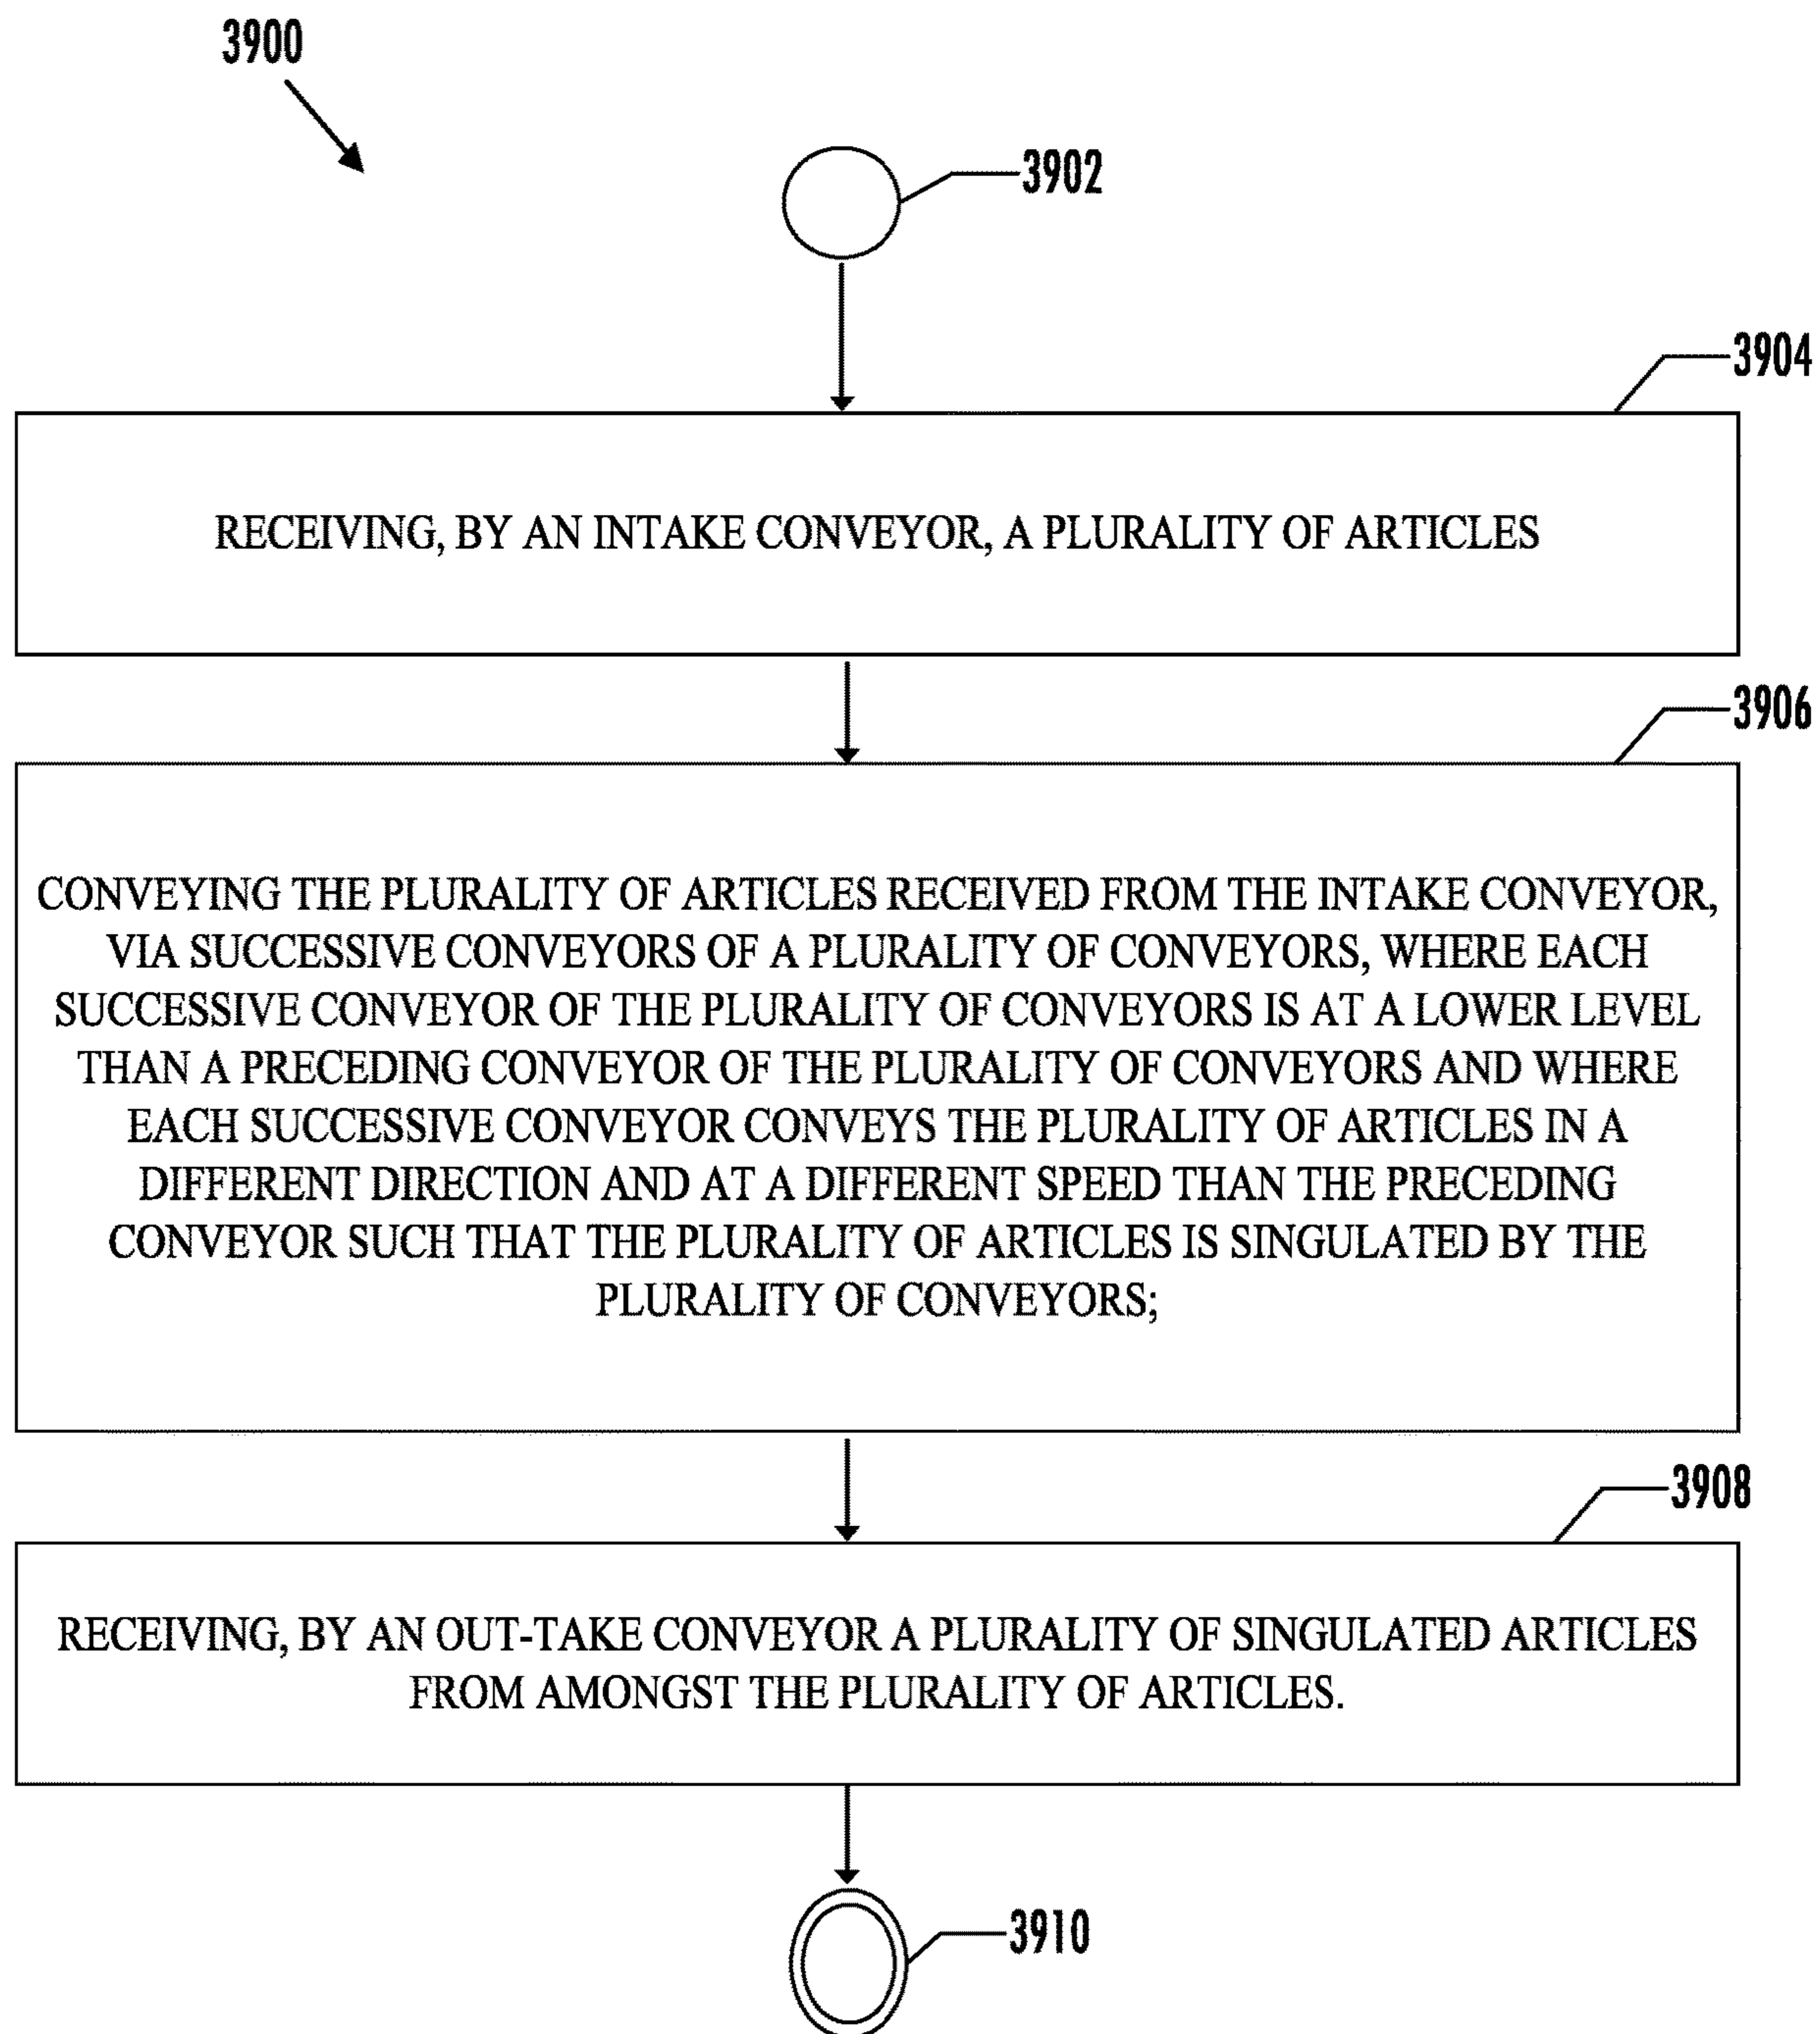 3900
3902
3904
RECEIVING, BY AN INTAKE CONVEYOR, A PLURALITY OF ARTICLES
3906
CONVEYING THE PLURALITY OF ARTICLES RECEIVED FROM THE INTAKE CONVEYOR,
VIA SUCCESSIVE CONVEYORS OF A PLURALITY OF CONVEYORS, WHERE EACH
SUCCESSIVE CONVEYOR OF THE PLURALITY OF CONVEYORS IS AT A LOWER LEVEL
THAN A PRECEDING CONVEYOR OF THE PLURALITY OF CONVEYORS AND WHERE
EACH SUCCESSIVE CONVEYOR CONVEYS THE PLURALITY OF ARTICLES IN A
DIFFERENT DIRECTION AND AT A DIFFERENT SPEED THAN THE PRECEDING
CONVEYOR SUCH THAT THE PLURALITY OF ARTICLES IS SINGULATED BY THE
PLURALITY OF CONVEYORS;
3908
RECEIVING, BY AN OUT-TAKE CONVEYOR A PLURALITY OF SINGULATED ARTICLES
FROM AMONGST THE PLURALITY OF ARTICLES.
3910